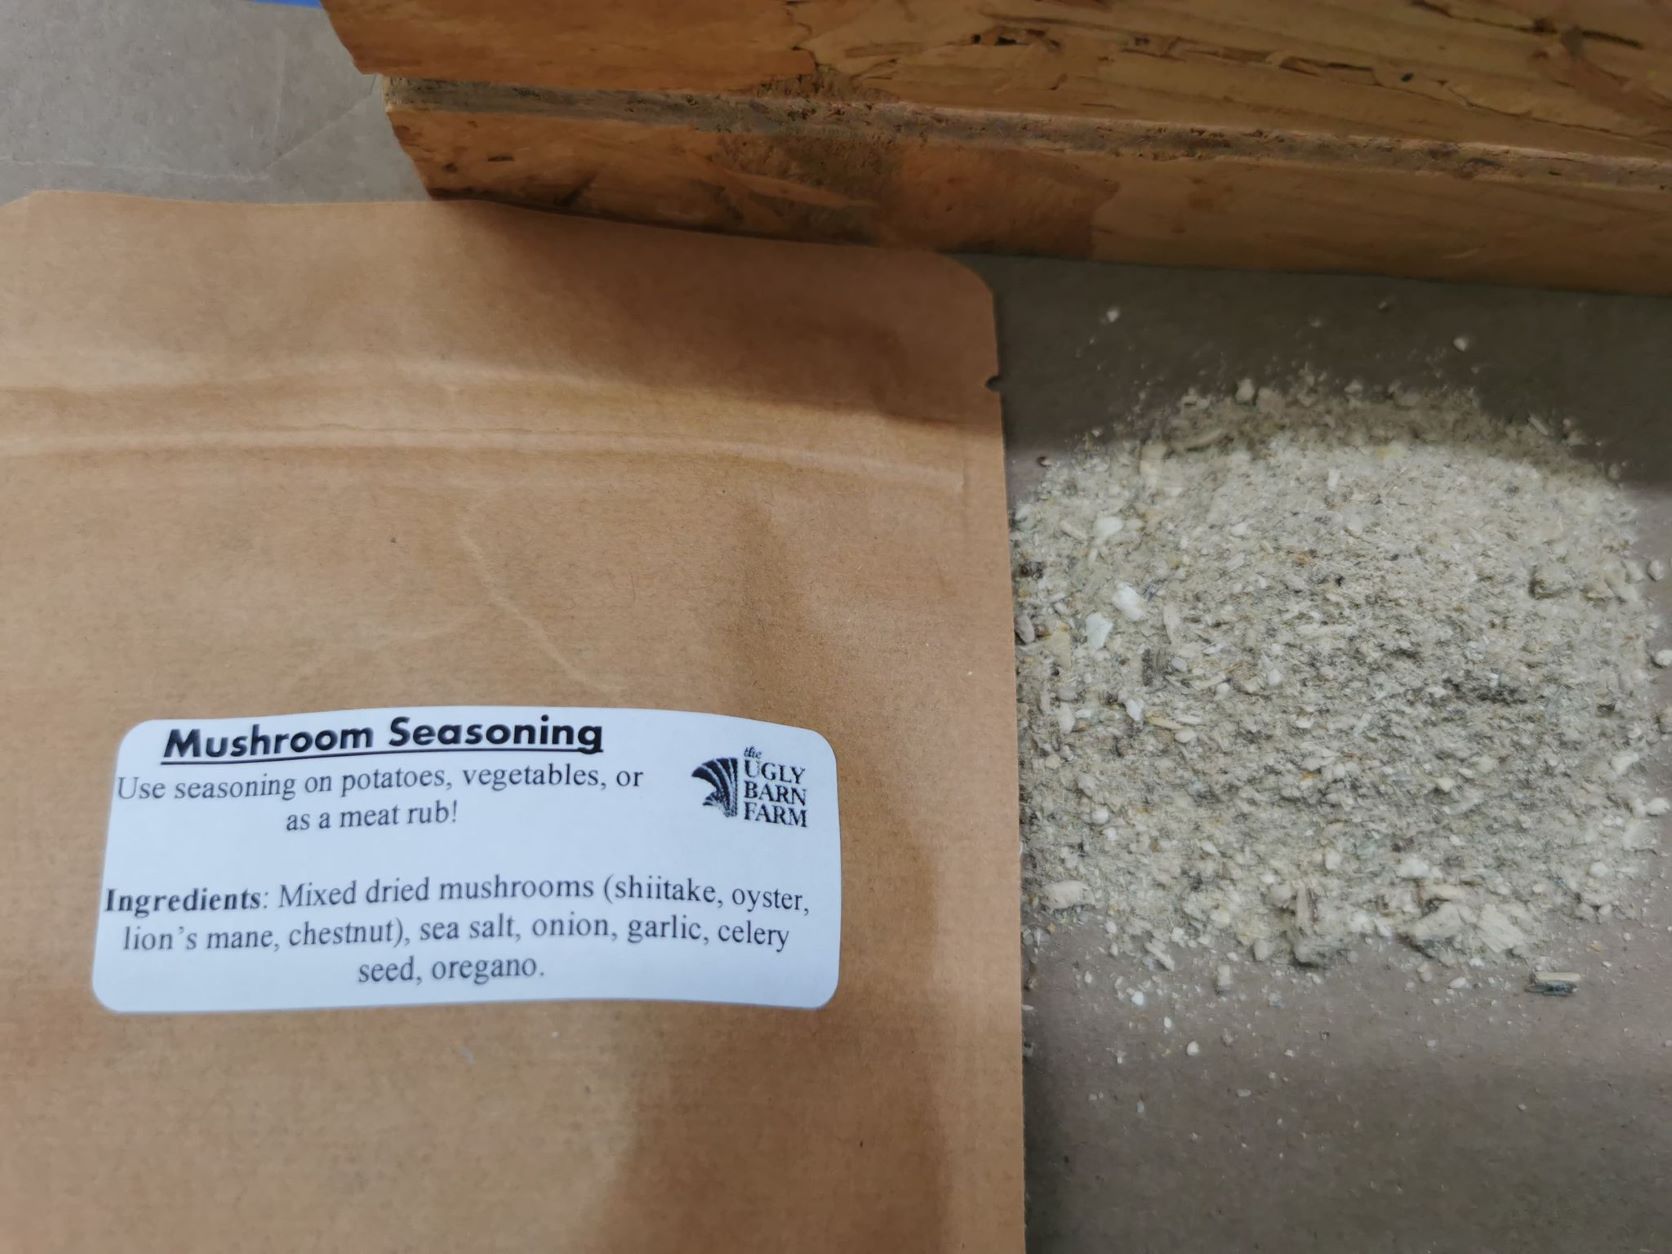 Mushroom Seasoning
Use seasoning on potatoes, vegetables, or
as a meat rub!
the
UGLY
BARN
FARM
Ingredients: Mixed dried mushrooms (shiitake, oyster,
lion's mane, chestnut), sea salt, onion, garlic, celery
seed, oregano.